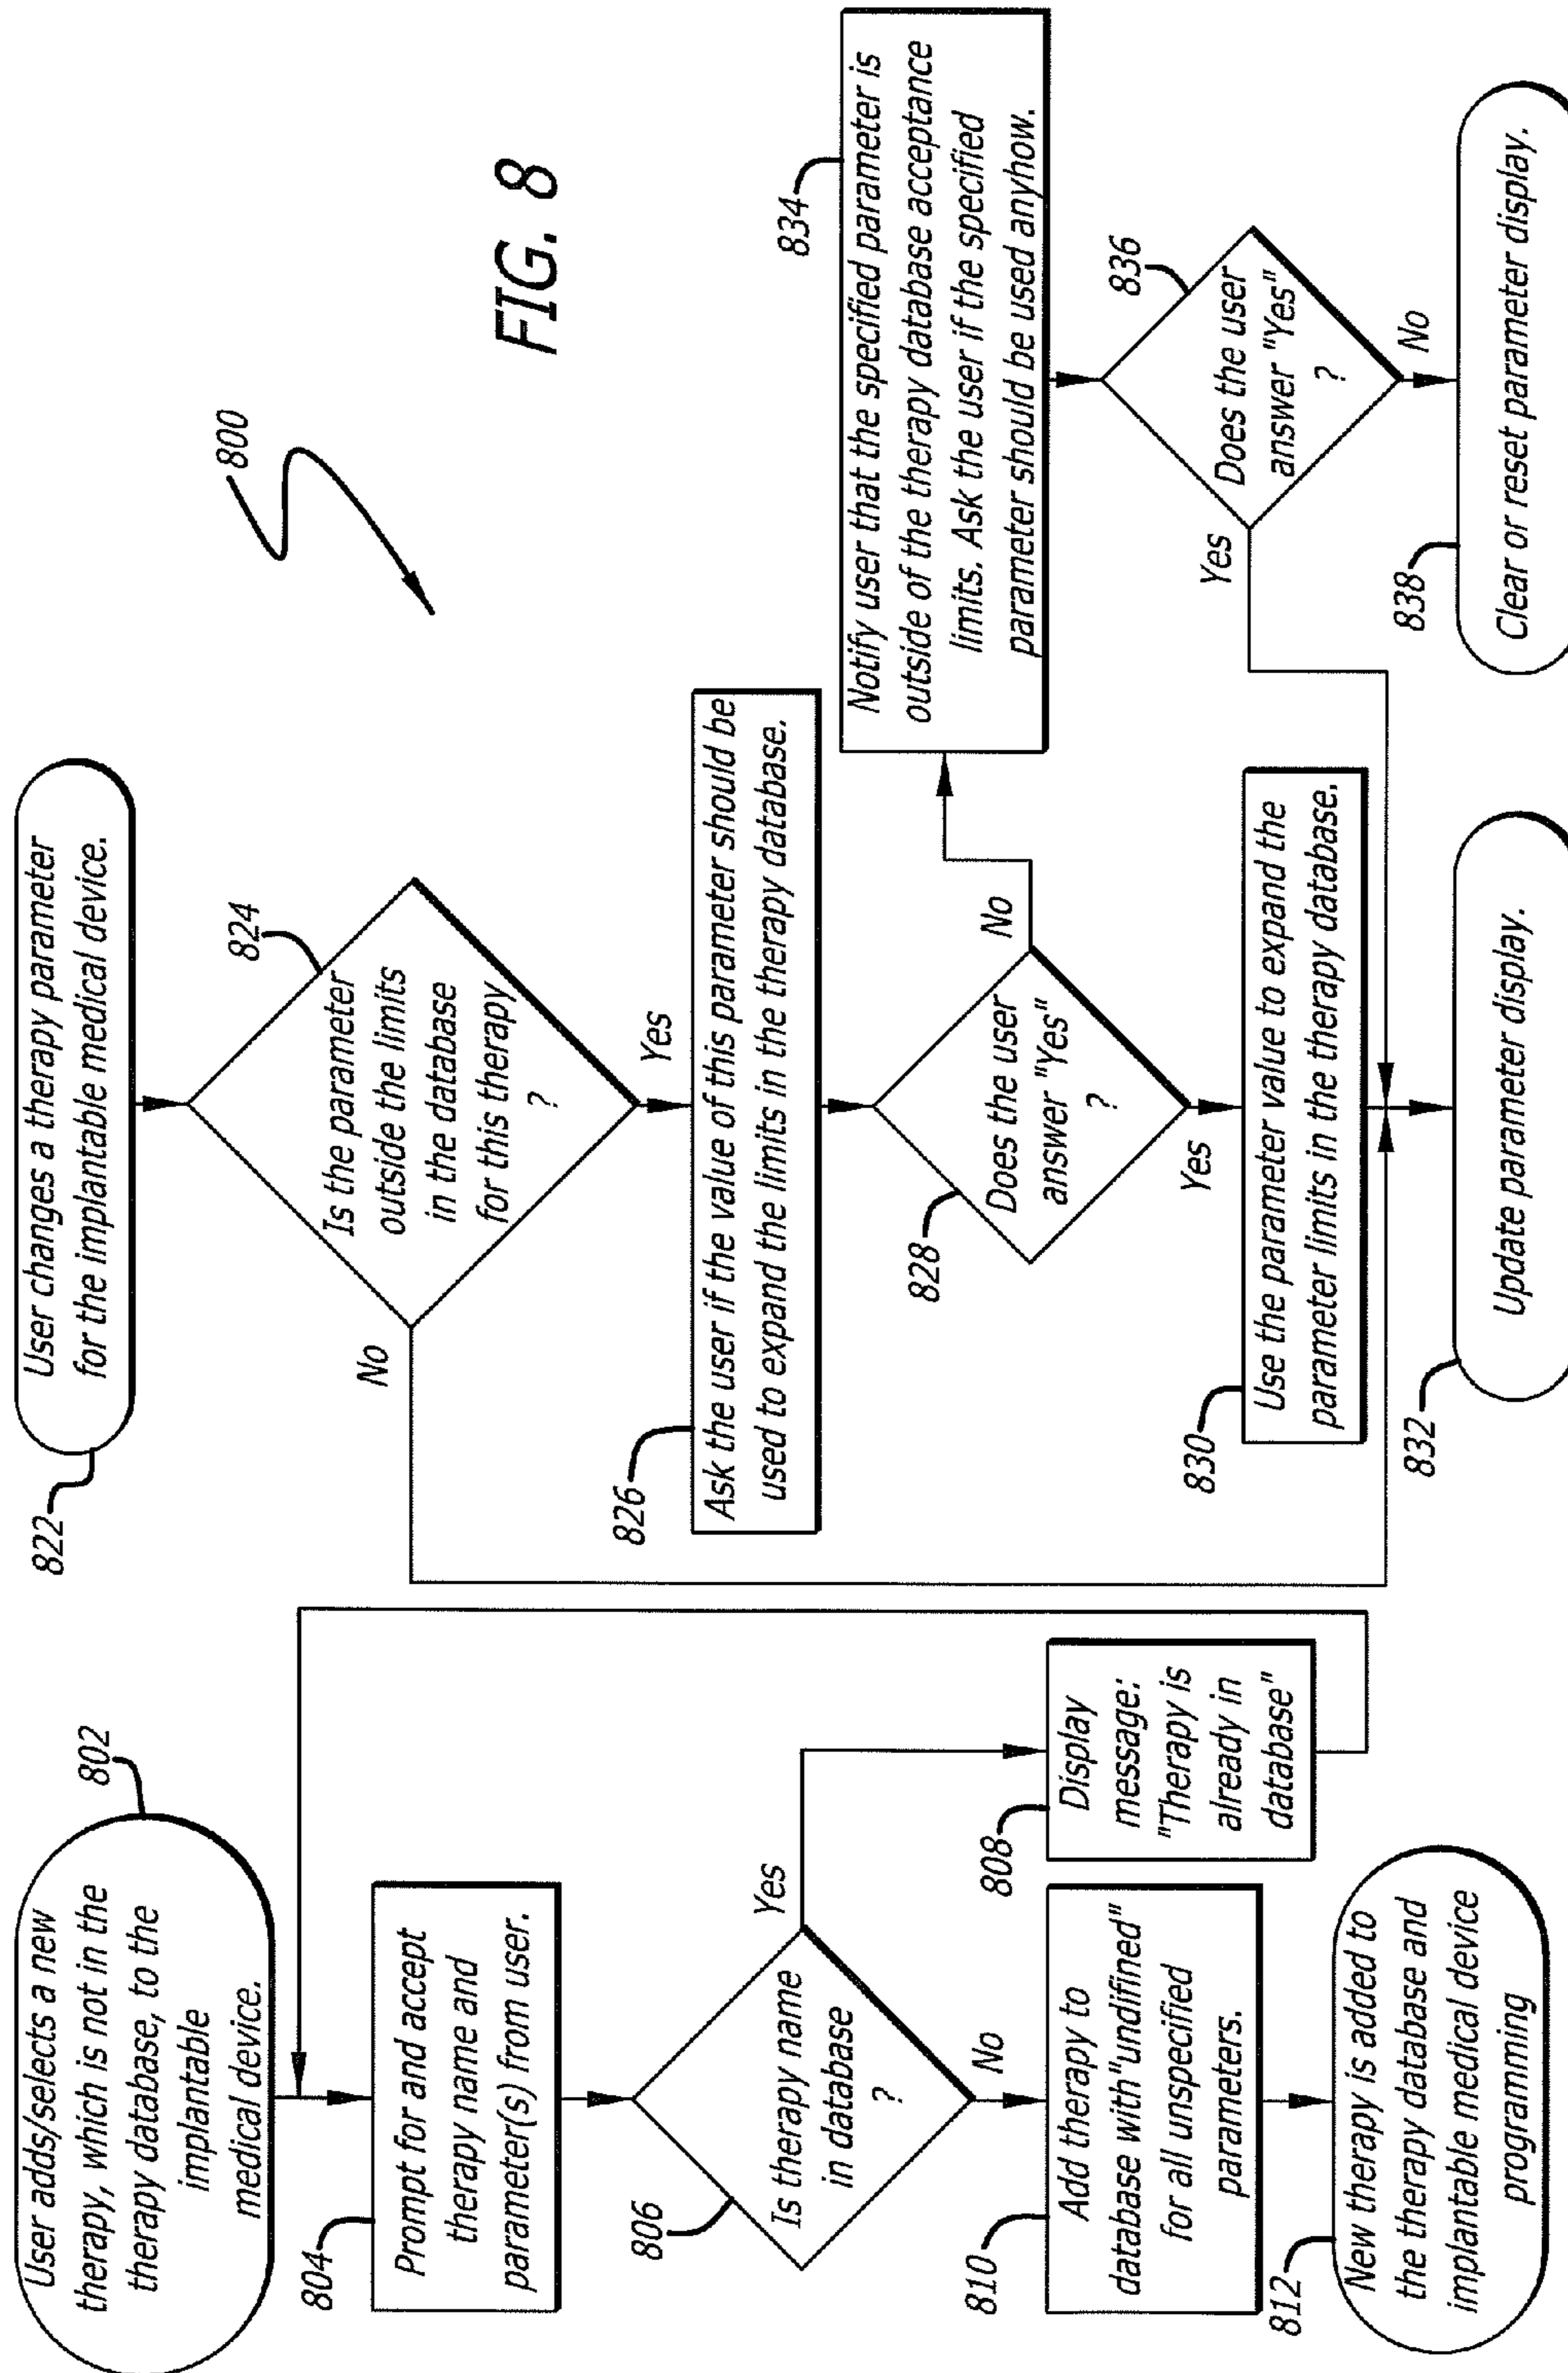 802
User adds/selects a new
therapy, which is not in the
therapy database, to the
implantable
medical device.
804
Prompt for and accept
therapy name and
parameter(s) from user.
806
Is therapy name
in database
?
Yes
No
808
Display
message:
"Therapy is
already in
database"
810
Add therapy to
database with"undifined"
for all unspecified
parameters.
812
New therapy is added to
the therapy database and
implantable medical device
programming
822
User changes a therapy parameter
for the implantable medical device.
824
Is the parameter
outside the limits
in the database
for this therapy
?
No
Yes
826
Ask the user if the value of this parameter should be
used to expand the limits in the therapy database.
828
Does the user
answer "Yes"
?
No
Yes
830
Use the parameter value to expand the
parameter limits in the therapy database.
832
Update parameter display.
800
FIG. 8
834
Notify user that the specified parameter is
outside of the therapy database acceptance
limits. Ask the user if the specified
parameter should be used anyhow.
836
Does the user
answer "Yes"
?
Yes
No
838
Clear or reset parameter display.